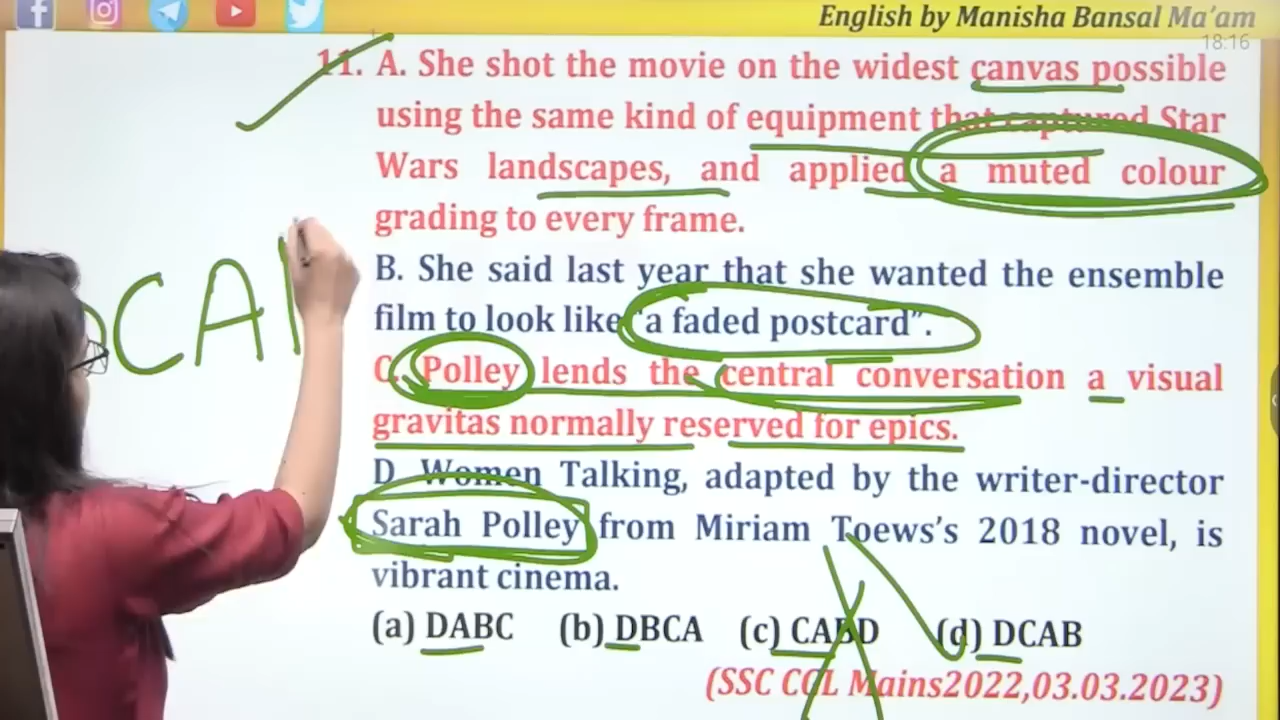 English by Manisha Bansal Ma'am
18:16
11. A. She shot the movie on the widest canvas possible
using the same kind of equipment that captured Star
Wars landscapes, and applied a muted colour
grading to every frame.
B. She said last year that she wanted the ensemble
film to look like "a faded postcard".
C. Polley lends the central conversation a visual
gravitas normally reserved for epics.
D. Women Talking, adapted by the writer-director
Sarah Polley from Miriam Toews's 2018 novel, is
vibrant cinema.
(a) DABC (b) DBCA (c) CABD (d) DCAB
(SSC CGL Mains2022,03.03.2023)
CA